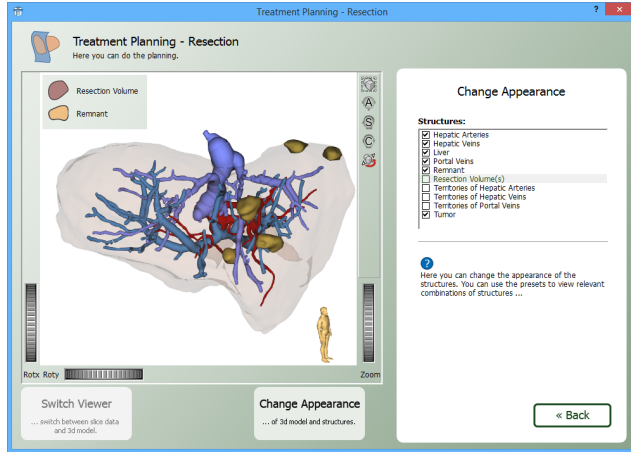 Treatment Planning - Resection
?
Treatment Planning - Resection
Here you can do the planning.
Resection Volume
Remnant
A
S
C
Rotx Roty
Zoom
Switch Viewer
... switch between slice data
and 3d model.
Change Appearance
... of 3d model and structures.
Change Appearance
Structures:
Hepatic Arteries
Hepatic Veins
Liver
Portal Veins
Remnant
Resection Volume(s)
Territories of Hepatic Arteries
Territories of Hepatic Veins
Territories of Portal Veins
Tumor
?
Here you can change the appearance of the
structures. You can use the presets to view relevant
combinations of structures ...
« Back